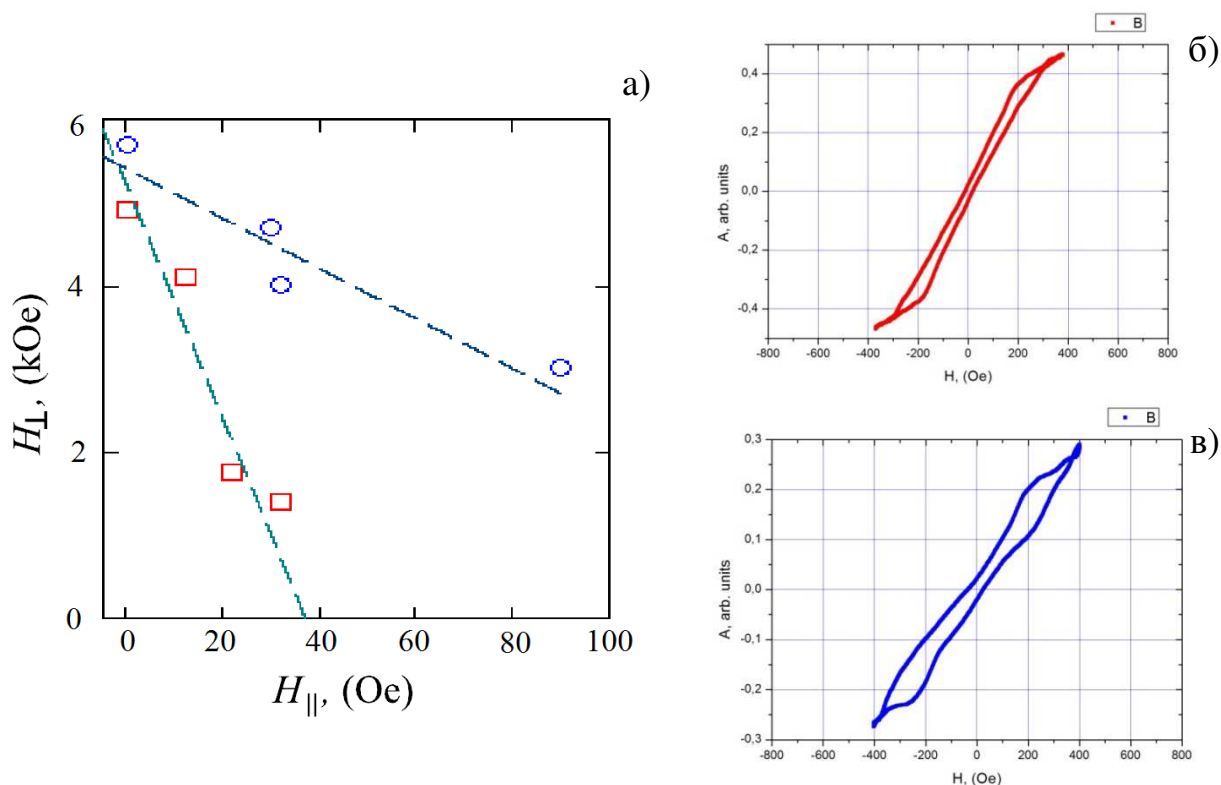 а)
6
4
2
0
0 20 40 60 80 100
H⊥, (kOe)
H||, (Oe)
B
б)
0,4
0,2
0,0
-0,2
-0,4
-800 -600 -400 -200 0 200 400 600 800
A, arb. units
H, (Oe)
B
в)
0,3
0,2
0,1
0,0
-0,1
-0,2
-0,3
-800 -600 -400 -200 0 200 400 600 800
A, arb. units
H, (Oe)